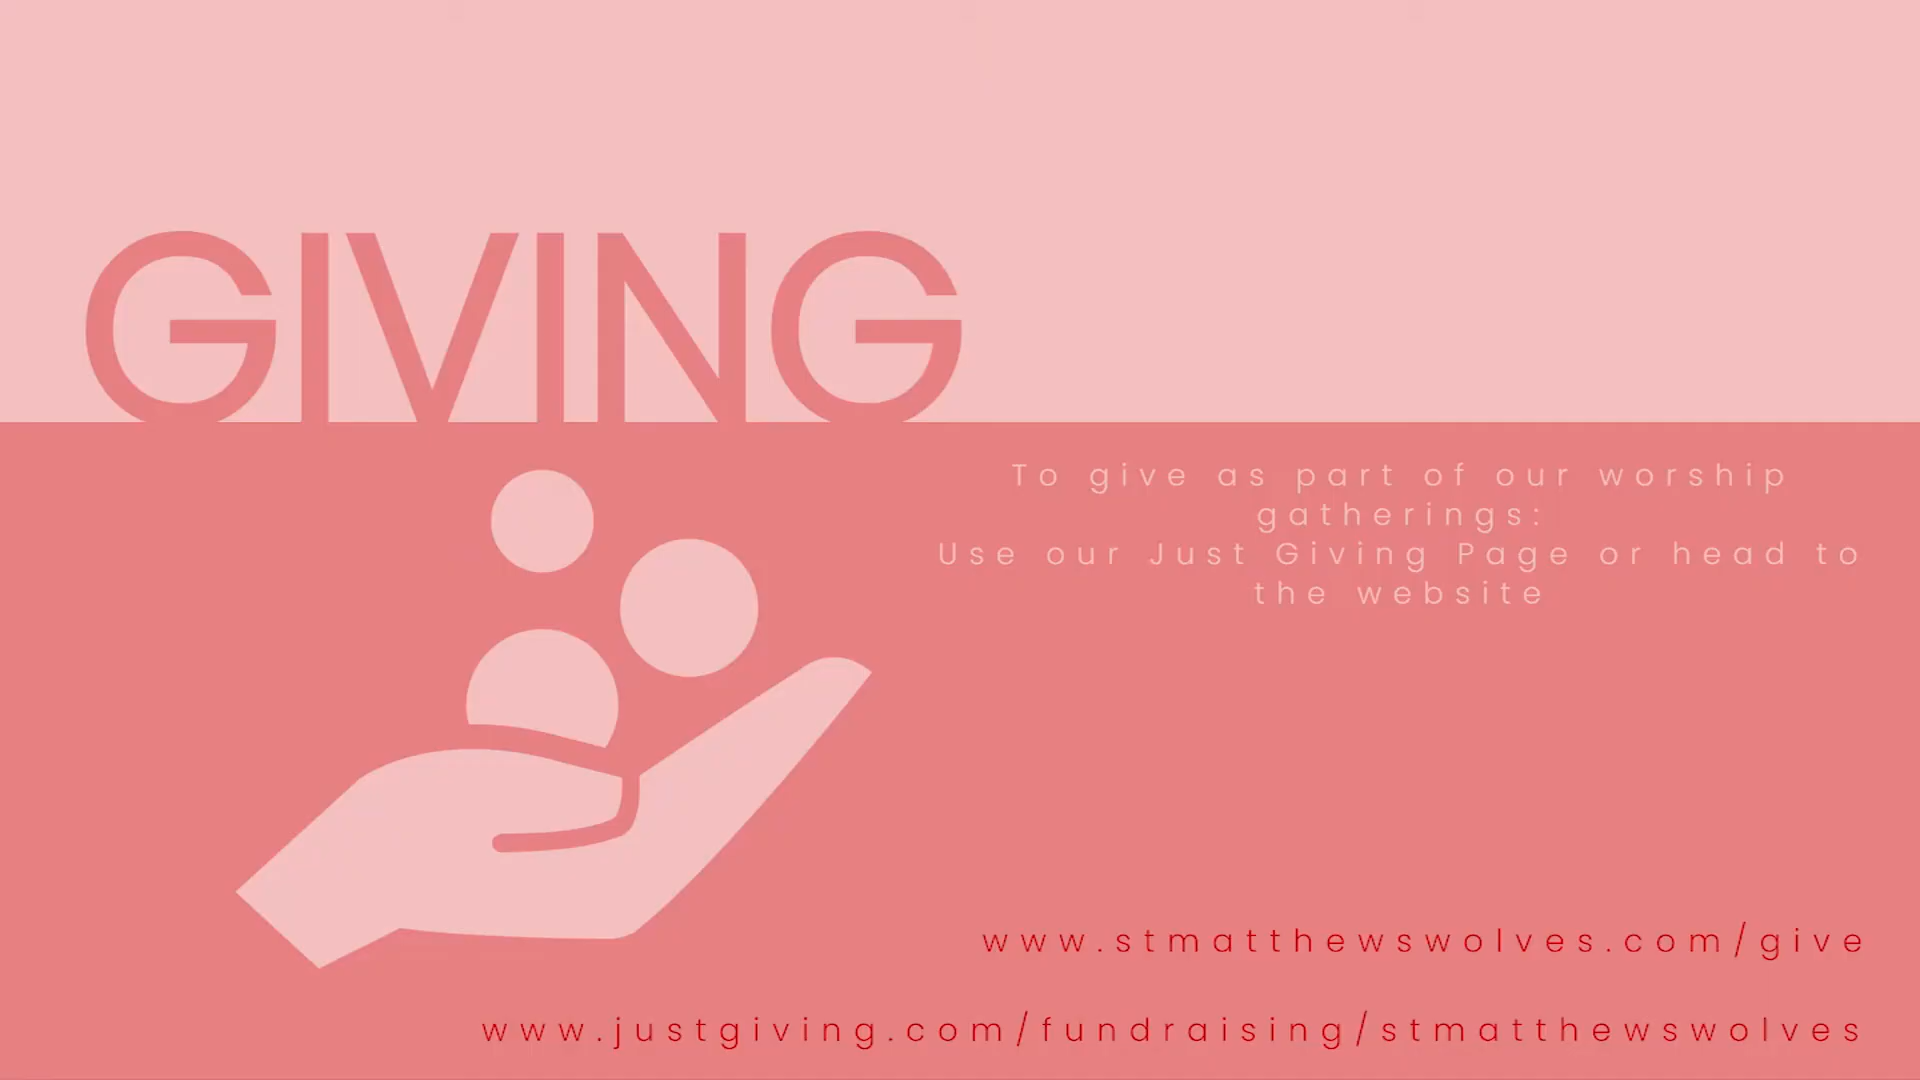 GIVING
To give as part of our worship
gatherings:
Use our Just Giving Page or head to
the website
www.stmatthewswolves.com/give
www.justgiving.com/fundraising/stmatthewswolves